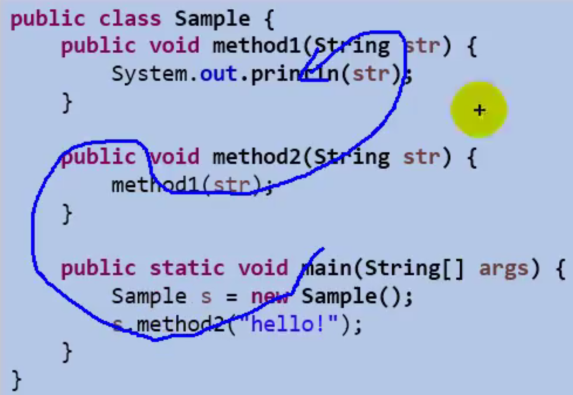 public class Sample {
    public void method1(String str) {
        System.out.println(str);
    }
    public void method2(String str) {
        method1(str);
    }
    public static void main(String[] args) {
        Sample s = new Sample();
        s.method2("hello!");
    }
}